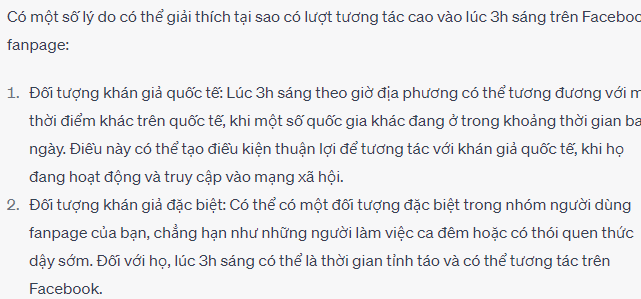 Có một số lý do có thể giải thích tại sao có lượt tương tác cao vào lúc 3h sáng trên Faceboo
fanpage:
1. Đối tượng khán giả quốc tế: Lúc 3h sáng theo giờ địa phương có thể tương đương với m
thời điểm khác trên quốc tế, khi một số quốc gia khác đang ở trong khoảng thời gian ba
ngày. Điều này có thể tạo điều kiện thuận lợi để tương tác với khán giả quốc tế, khi họ
đang hoạt động và truy cập vào mạng xã hội.
2. Đối tượng khán giả đặc biệt: Có thể có một đối tượng đặc biệt trong nhóm người dùng
fanpage của bạn, chẳng hạn như những người làm việc ca đêm hoặc có thói quen thức
dậy sớm. Đối với họ, lúc 3h sáng có thể là thời gian tỉnh táo và có thể tương tác trên
Facebook.